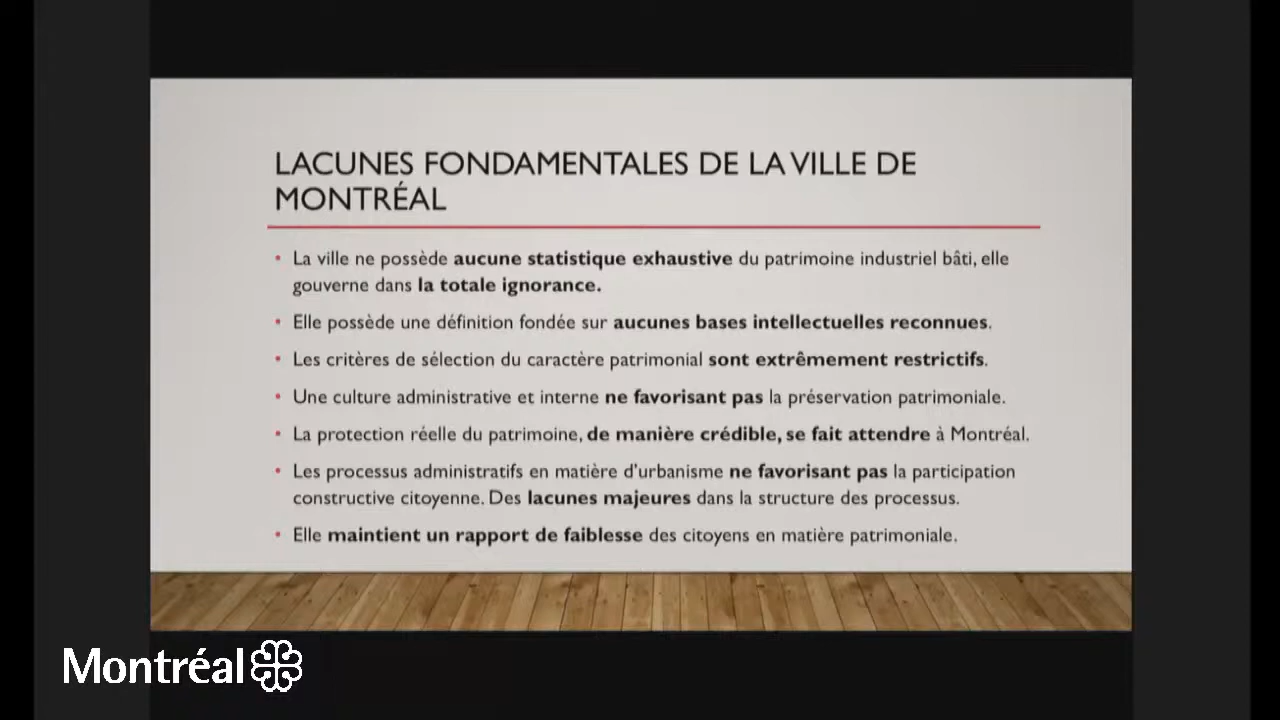 LACUNES FONDAMENTALES DE LA VILLE DE
MONTRÉAL
• La ville ne possède aucune statistique exhaustive du patrimoine industriel bâti, elle
gouverne dans la totale ignorance.
• Elle possède une définition fondée sur aucunes bases intellectuelles reconnues.
• Les critères de sélection du caractère patrimonial sont extrêmement restrictifs.
• Une culture administrative et interne ne favorisant pas la préservation patrimoniale.
• La protection réelle du patrimoine, de manière crédible, se fait attendre à Montréal.
• Les processus administratifs en matière d'urbanisme ne favorisant pas la participation
constructive citoyenne. Des lacunes majeures dans la structure des processus.
• Elle maintient un rapport de faiblesse des citoyens en matière patrimoniale.
Montréal